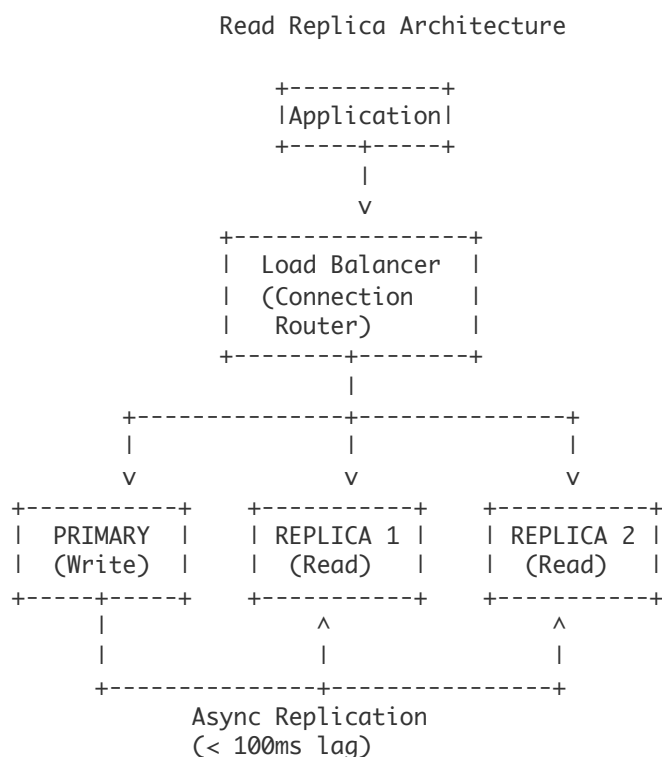 Read Replica Architecture
+-----------+
|Application|
+-----+-----+
|
v
+-----------------+
|  Load Balancer  |
|  (Connection    |
|   Router)       |
+--------+--------+
|
+---------------+---------------+
|               |               |
v               v               v
+-----------+    +-----------+    +-----------+
|  PRIMARY  |    | REPLICA 1 |    | REPLICA 2 |
|  (Write)  |    |  (Read)   |    |  (Read)   |
+-----+-----+    +-----------+    +-----------+
|               ^                ^
|               |                |
+---------------+----------------+
Async Replication
(< 100ms lag)